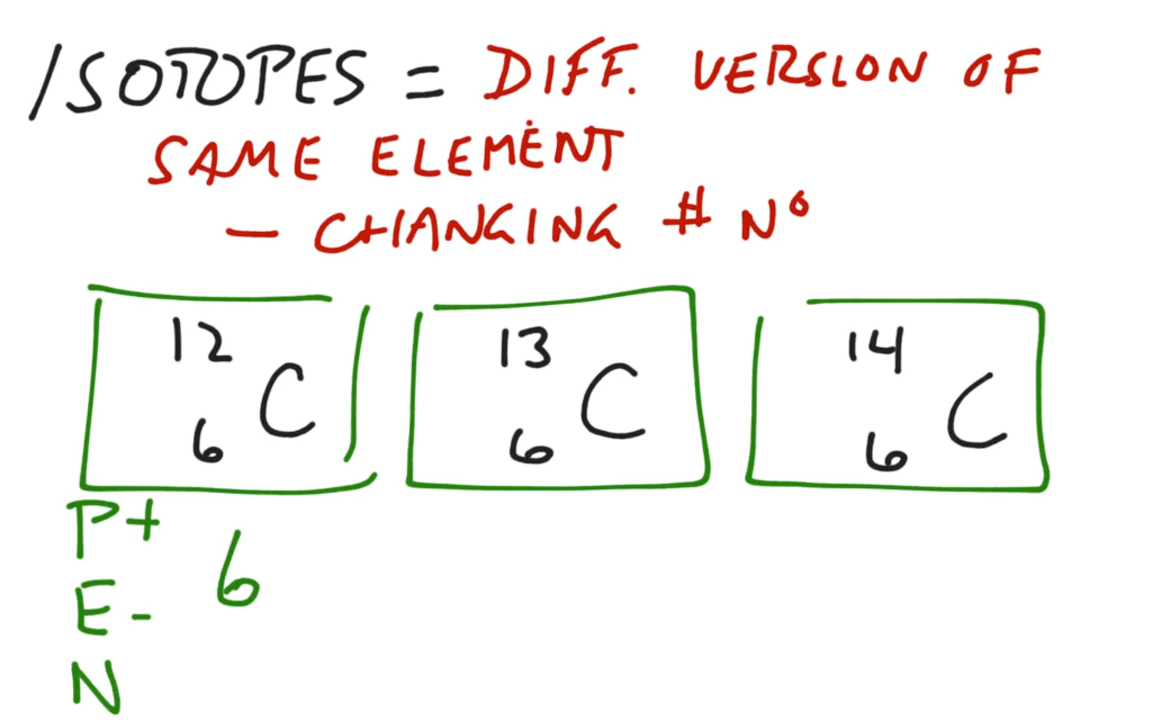 ISOTOPES = DIFF. VERSION OF
SAME ELEMENT
— CHANGING # N°
12 6 C
13 6 C
14 6 C
P+ 6
E-
N